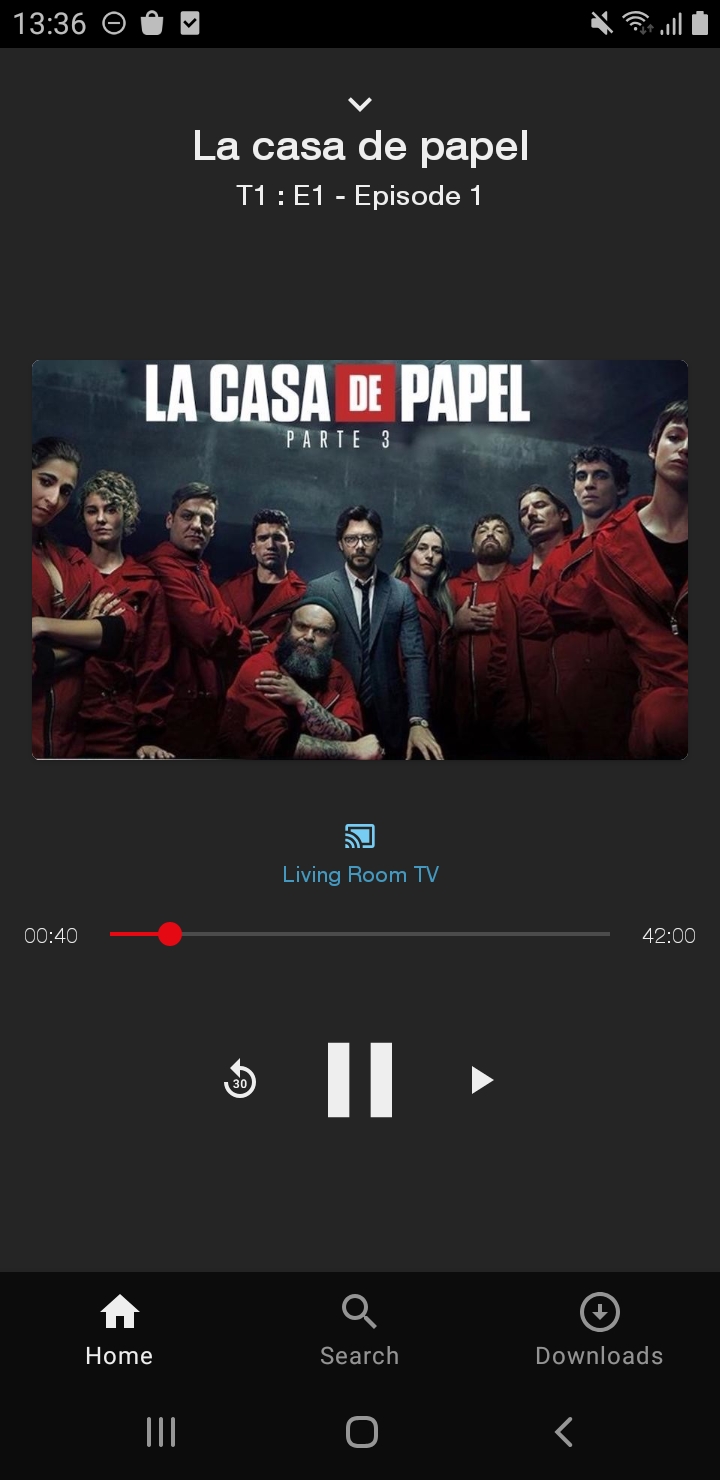 13:36
La casa de papel
T1 : E1 - Episode 1
LA CASA DE PAPEL
PARTE 3
Living Room TV
00:40
42:00
30
Home
Search
Downloads